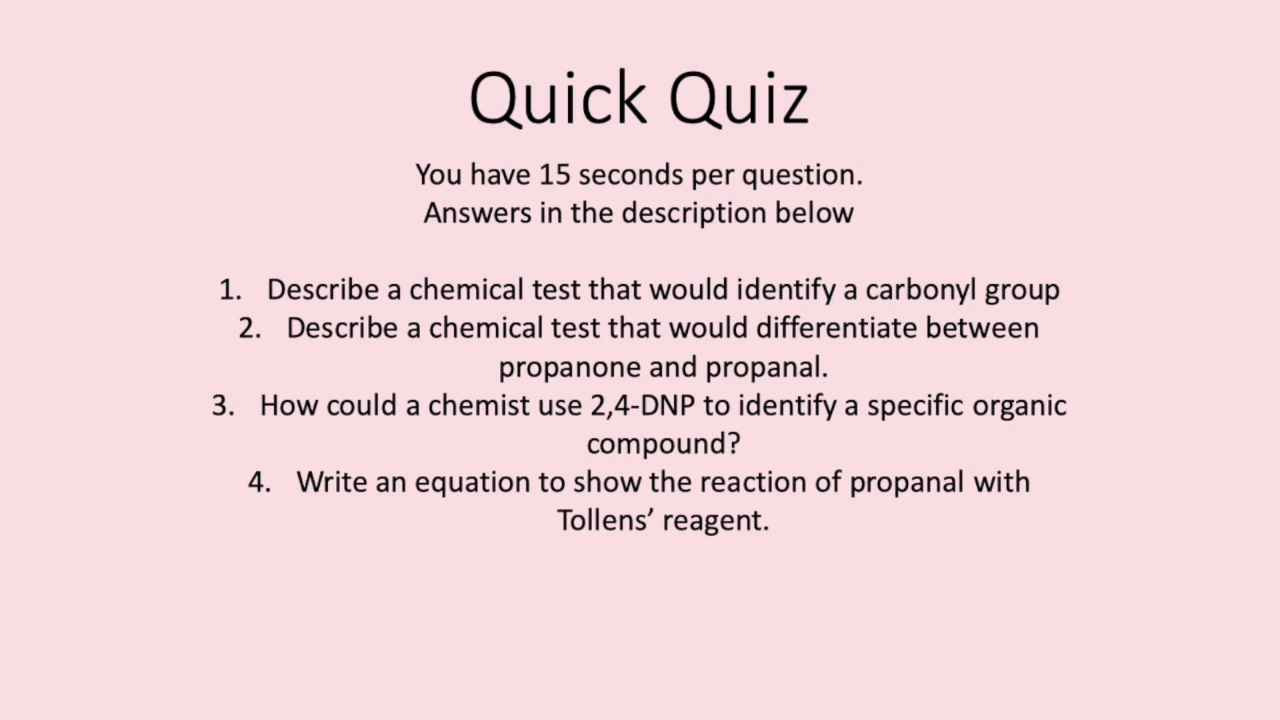 Quick Quiz
You have 15 seconds per question.
Answers in the description below
1. Describe a chemical test that would identify a carbonyl group
2. Describe a chemical test that would differentiate between
propanone and propanal.
3. How could a chemist use 2,4-DNP to identify a specific organic
compound?
4. Write an equation to show the reaction of propanal with
Tollens’ reagent.